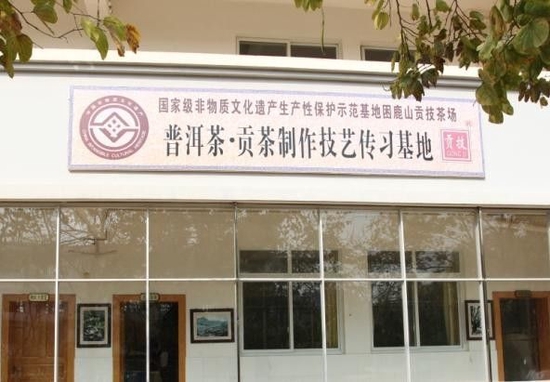 国家级非物质文化遗产生产性保护示范基地困鹿山贡技茶场
普洱茶·贡茶制作技艺传习基地
贡技